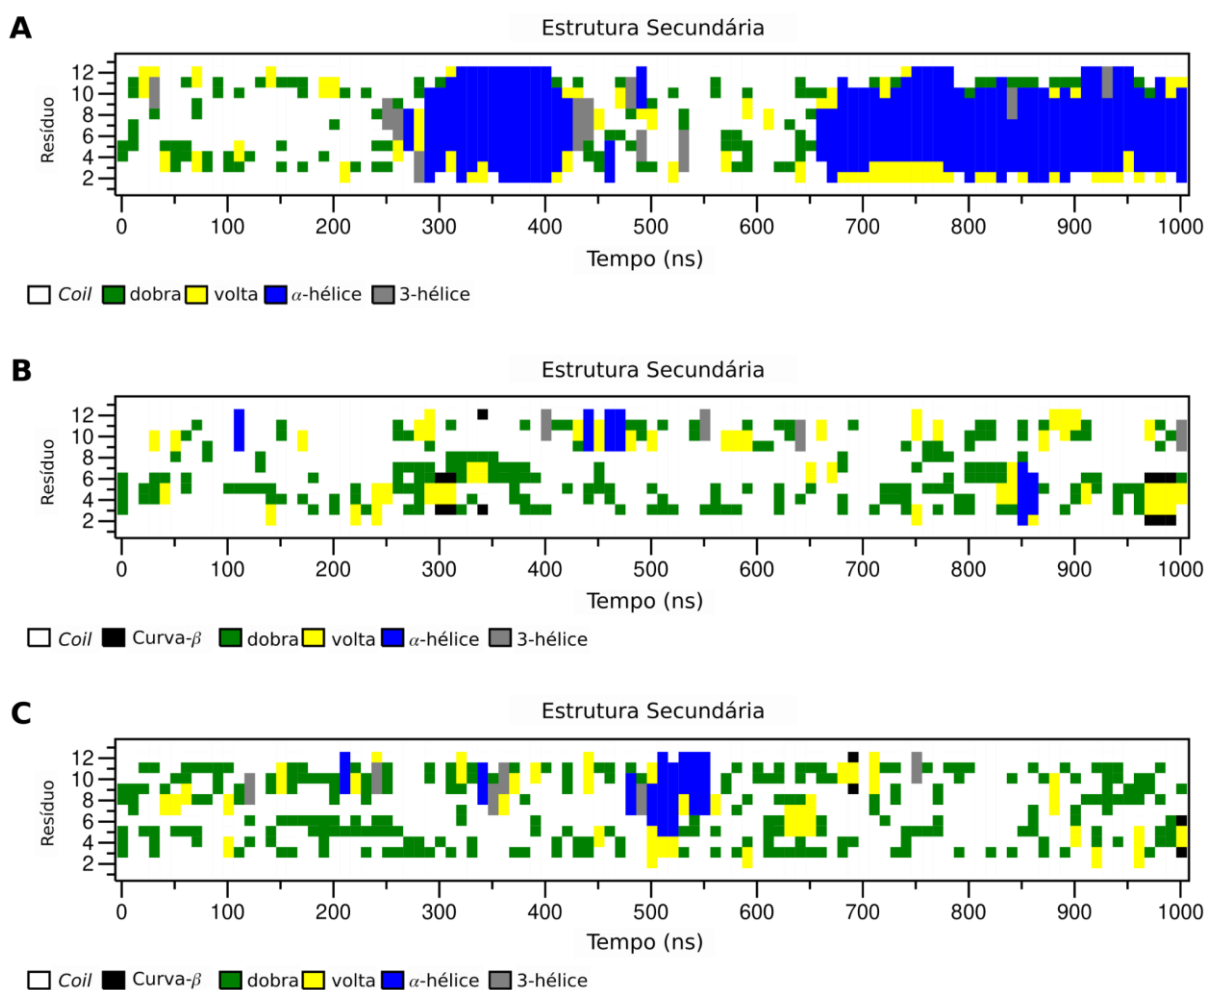 A
Estrutura Secundária
Resíduo
12
10
8
6
4
2
0 100 200 300 400 500 600 700 800 900 1000
Tempo (ns)
Coil dobra volta α-hélice 3-hélice
B
Estrutura Secundária
Resíduo
12
10
8
6
4
2
0 100 200 300 400 500 600 700 800 900 1000
Tempo (ns)
Coil Curva-β dobra volta α-hélice 3-hélice
C
Estrutura Secundária
Resíduo
12
10
8
6
4
2
0 100 200 300 400 500 600 700 800 900 1000
Tempo (ns)
Coil Curva-β dobra volta α-hélice 3-hélice